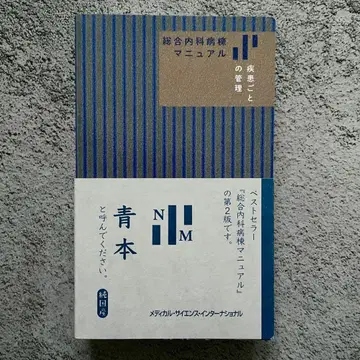 総合内科病棟
マニュアル
疾患ごと
の管理
ベストセラー
『総合内科病棟マニュアル』
の第2版です。
N
M
青本
と呼んでください。
純国産
メディカル・サイエンス・インターナショナル